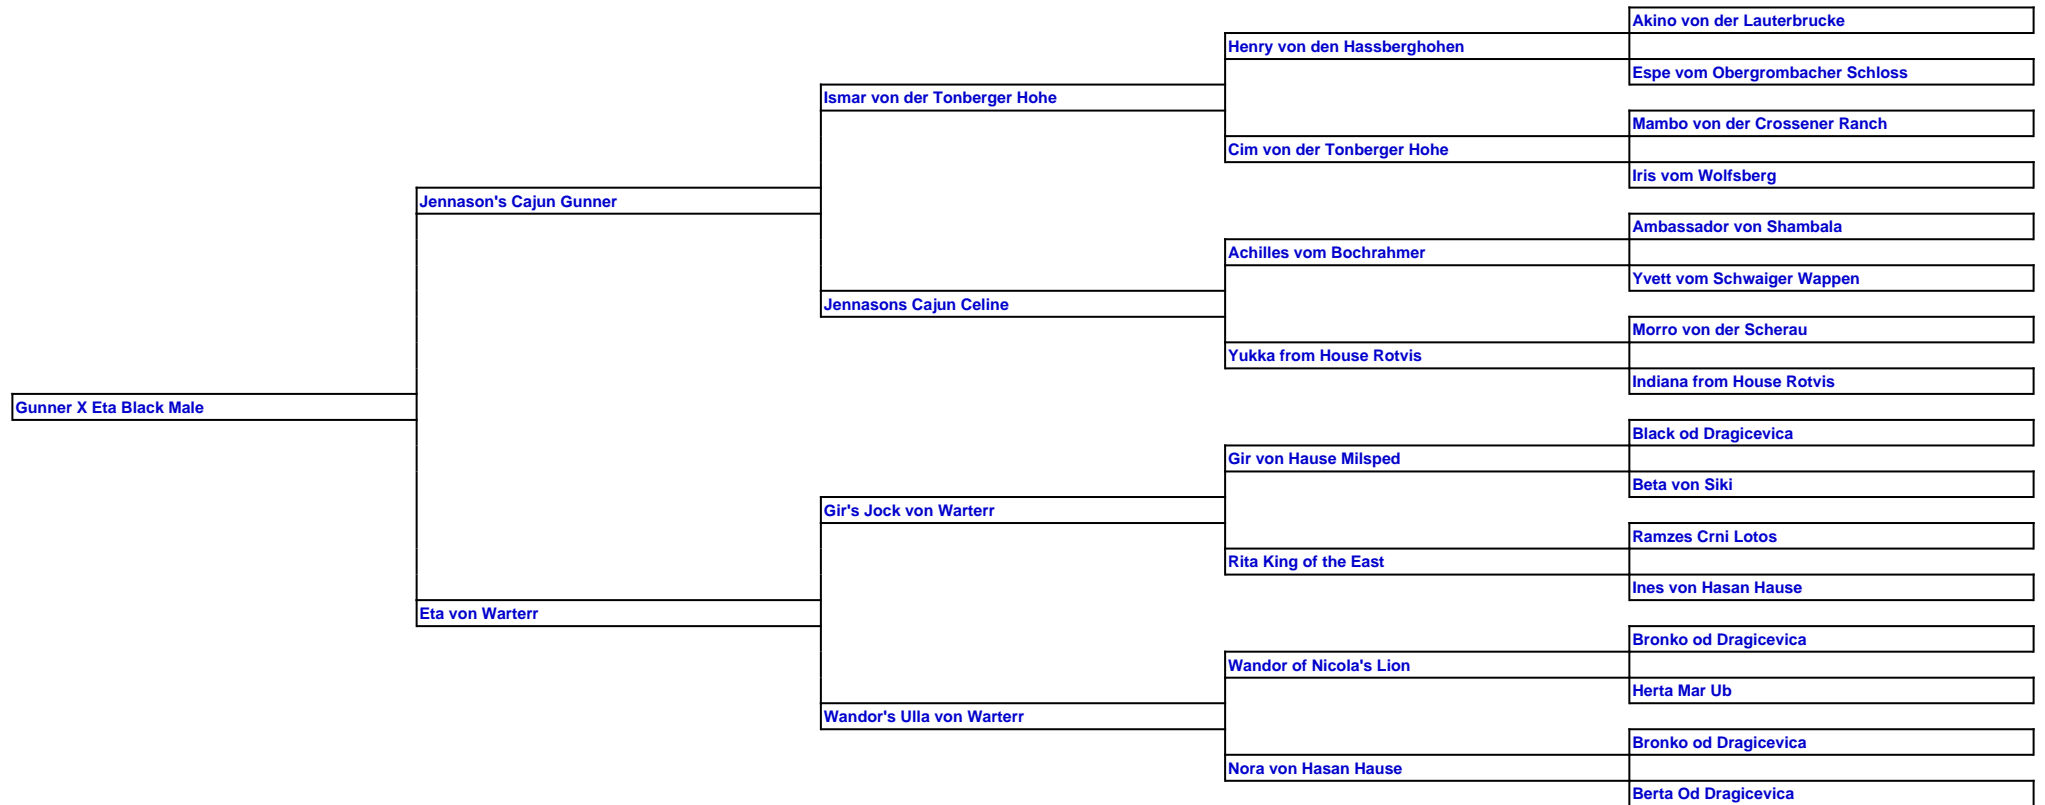 Akino von der Lauterbrucke
Henry von den Hassberghohen
Espe vom Obergrombacher Schloss
Ismar von der Tonberger Hohe
Mambo von der Crossener Ranch
Cim von der Tonberger Hohe
Iris vom Wolfsberg
Jennason's Cajun Gunner
Ambassador von Shambala
Achilles vom Bochrahmer
Yvett vom Schwaiger Wappen
Jennasons Cajun Celine
Morro von der Scherau
Yukka from House Rotvis
Indiana from House Rotvis
Gunner X Eta Black Male
Black od Dragicevica
Gir von Hause Milsped
Beta von Siki
Gir's Jock von Warterr
Ramzes Crni Lotos
Rita King of the East
Ines von Hasan Hause
Eta von Warterr
Bronko od Dragicevica
Wandor of Nicola's Lion
Herta Mar Ub
Wandor's Ulla von Warterr
Bronko od Dragicevica
Nora von Hasan Hause
Berta Od Dragicevica